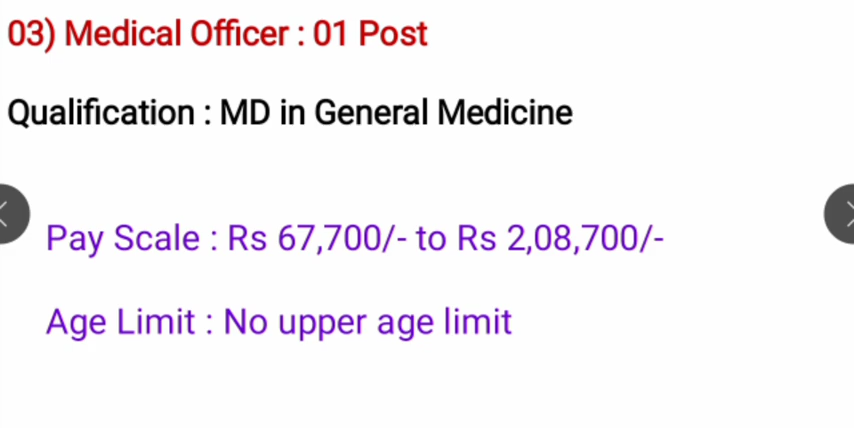 03) Medical Officer : 01 Post
Qualification : MD in General Medicine
Pay Scale : Rs 67,700/- to Rs 2,08,700/-
Age Limit : No upper age limit